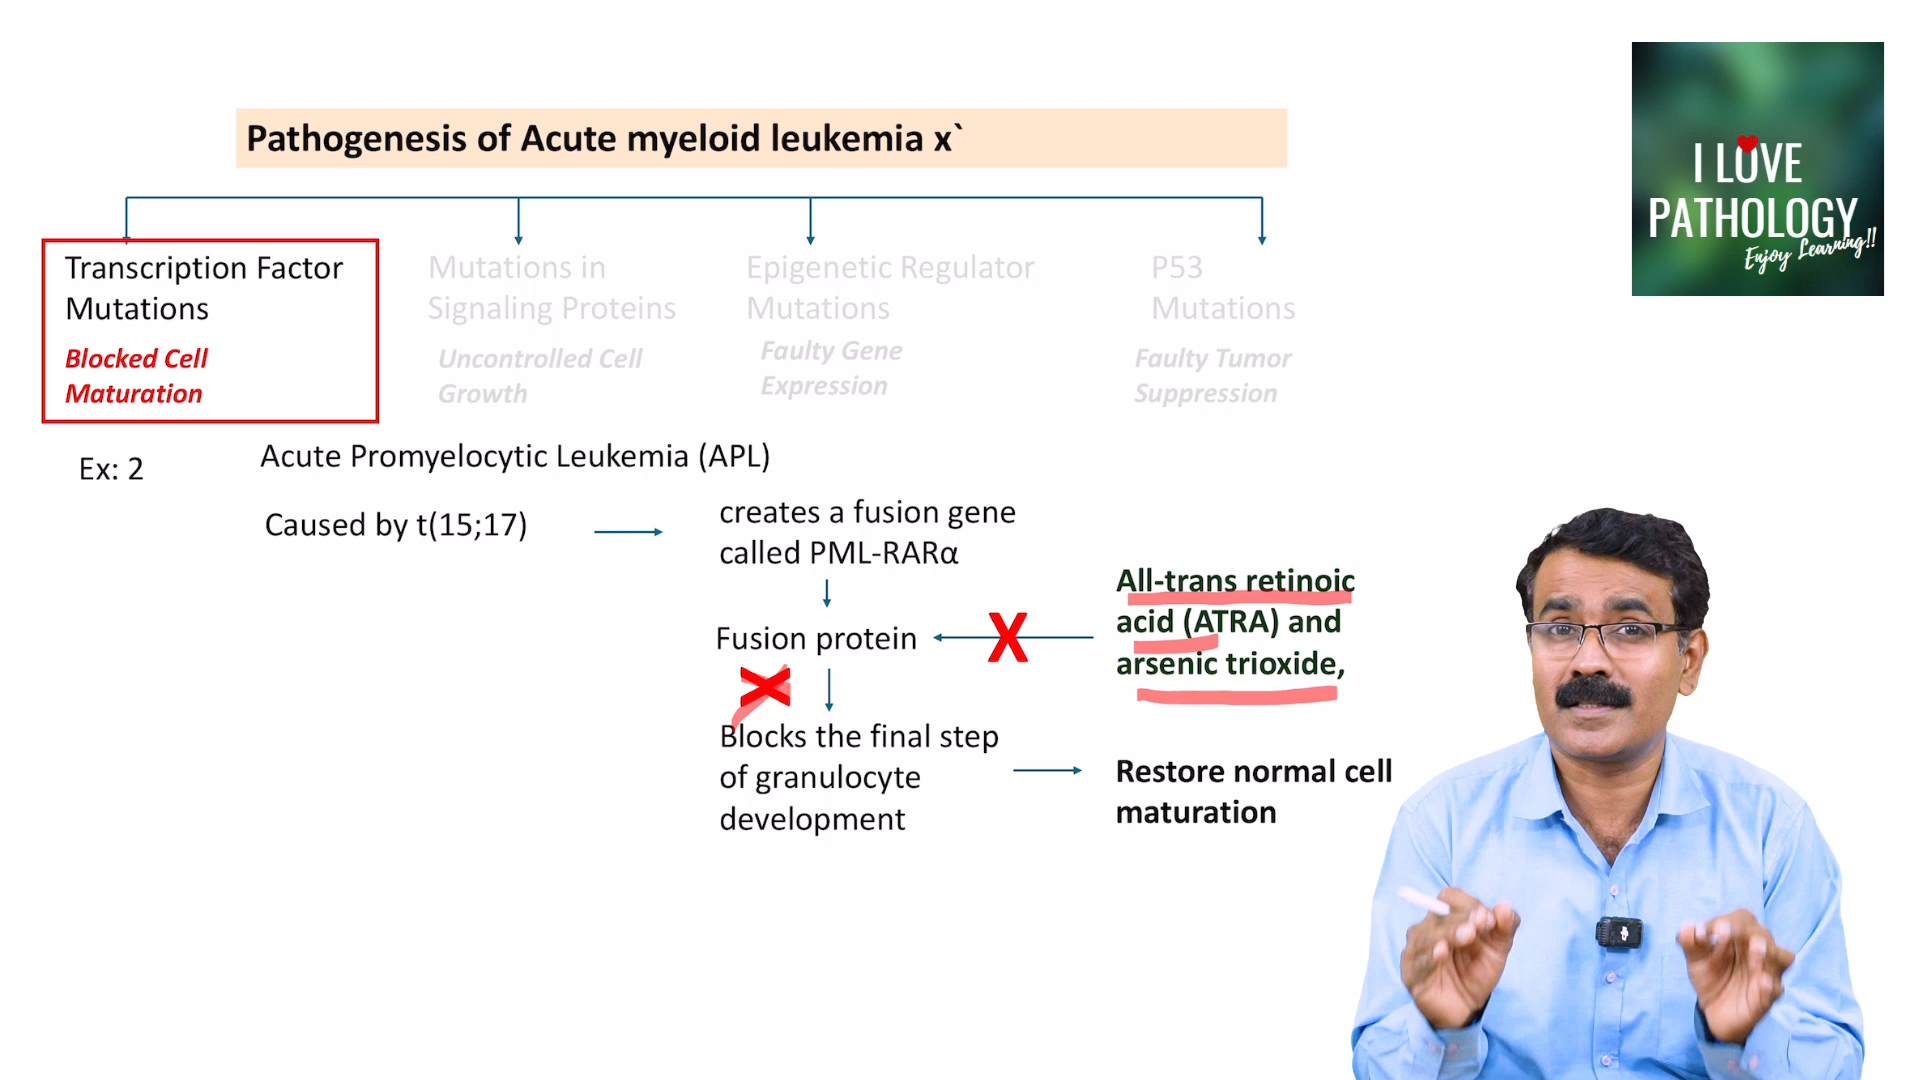 Pathogenesis of Acute myeloid leukemia x`
I LOVE
PATHOLOGY
Enjoy Learning!!
Transcription Factor
Mutations
Blocked Cell
Maturation
Mutations in
Signaling Proteins
Uncontrolled Cell
Growth
Epigenetic Regulator
Mutations
Faulty Gene
Expression
P53
Mutations
Faulty Tumor
Suppression
Ex: 2
Acute Promyelocytic Leukemia (APL)
Caused by t(15;17)
creates a fusion gene
called PML-RARα
Fusion protein
X
All-trans retinoic
acid (ATRA) and
arsenic trioxide,
X
Blocks the final step
of granulocyte
development
Restore normal cell
maturation